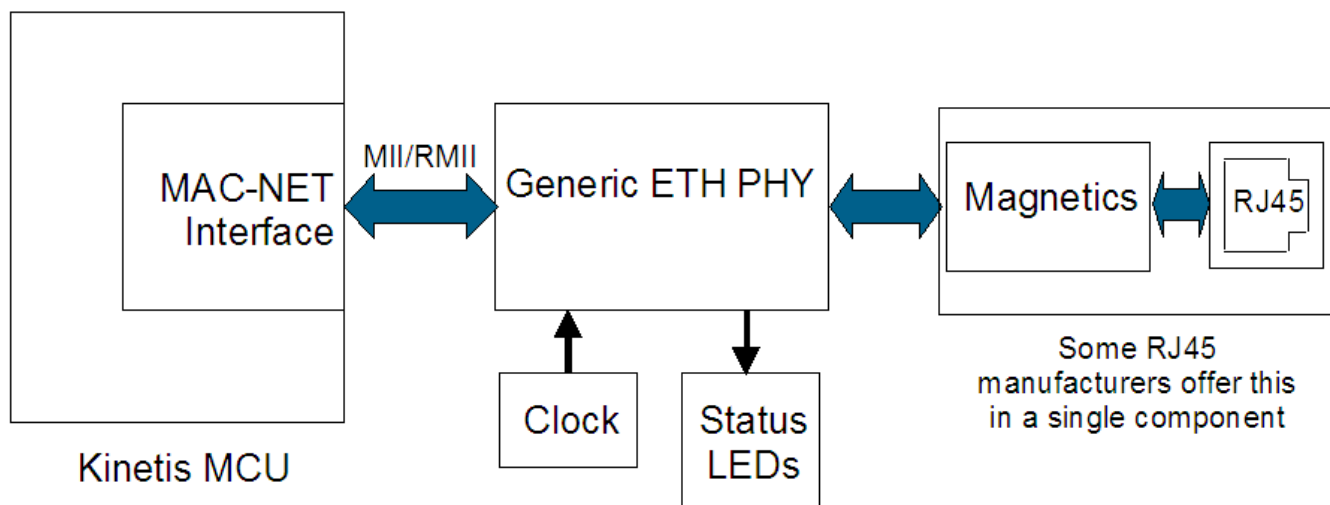 MAC-NET
Interface
MII/RMII
Generic ETH PHY
Magnetics
RJ45
Clock
Status
LEDs
Some RJ45
manufacturers offer this
in a single component
Kinetis MCU